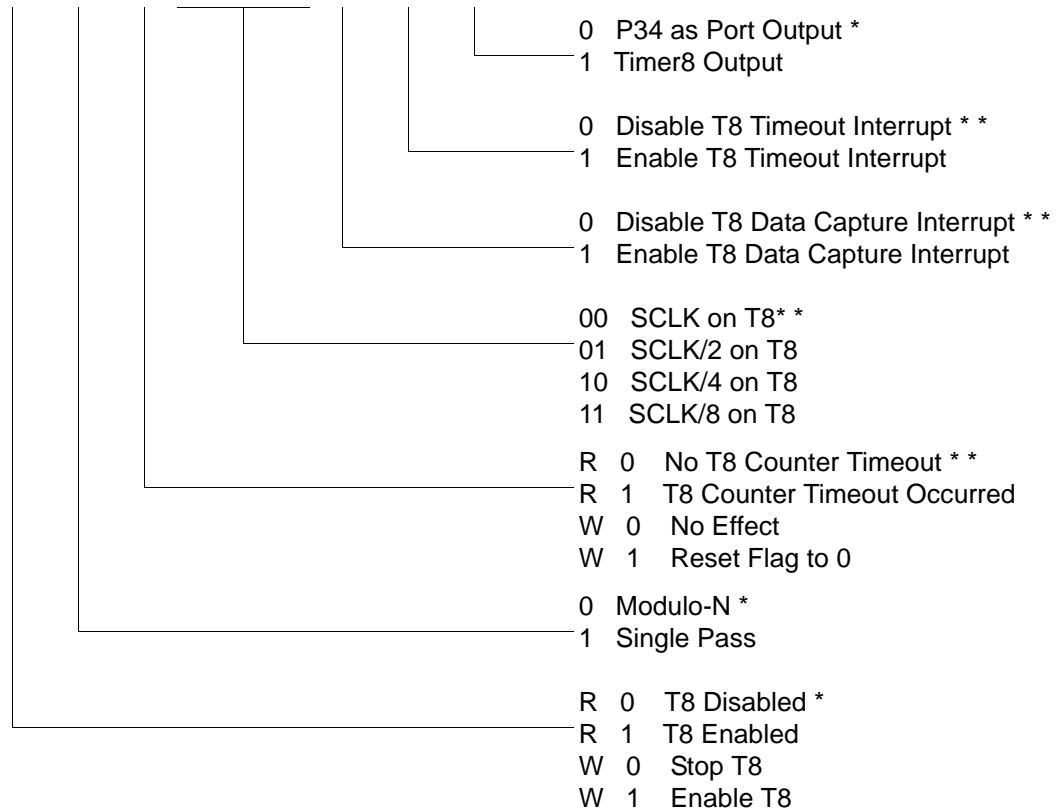 0 P34 as Port Output *
1 Timer8 Output
0 Disable T8 Timeout Interrupt * *
1 Enable T8 Timeout Interrupt
0 Disable T8 Data Capture Interrupt * *
1 Enable T8 Data Capture Interrupt
00 SCLK on T8* *
01 SCLK/2 on T8
10 SCLK/4 on T8
11 SCLK/8 on T8
R 0 No T8 Counter Timeout * *
R 1 T8 Counter Timeout Occurred
W 0 No Effect
W 1 Reset Flag to 0
0 Modulo-N *
1 Single Pass
R 0 T8 Disabled *
R 1 T8 Enabled
W 0 Stop T8
W 1 Enable T8